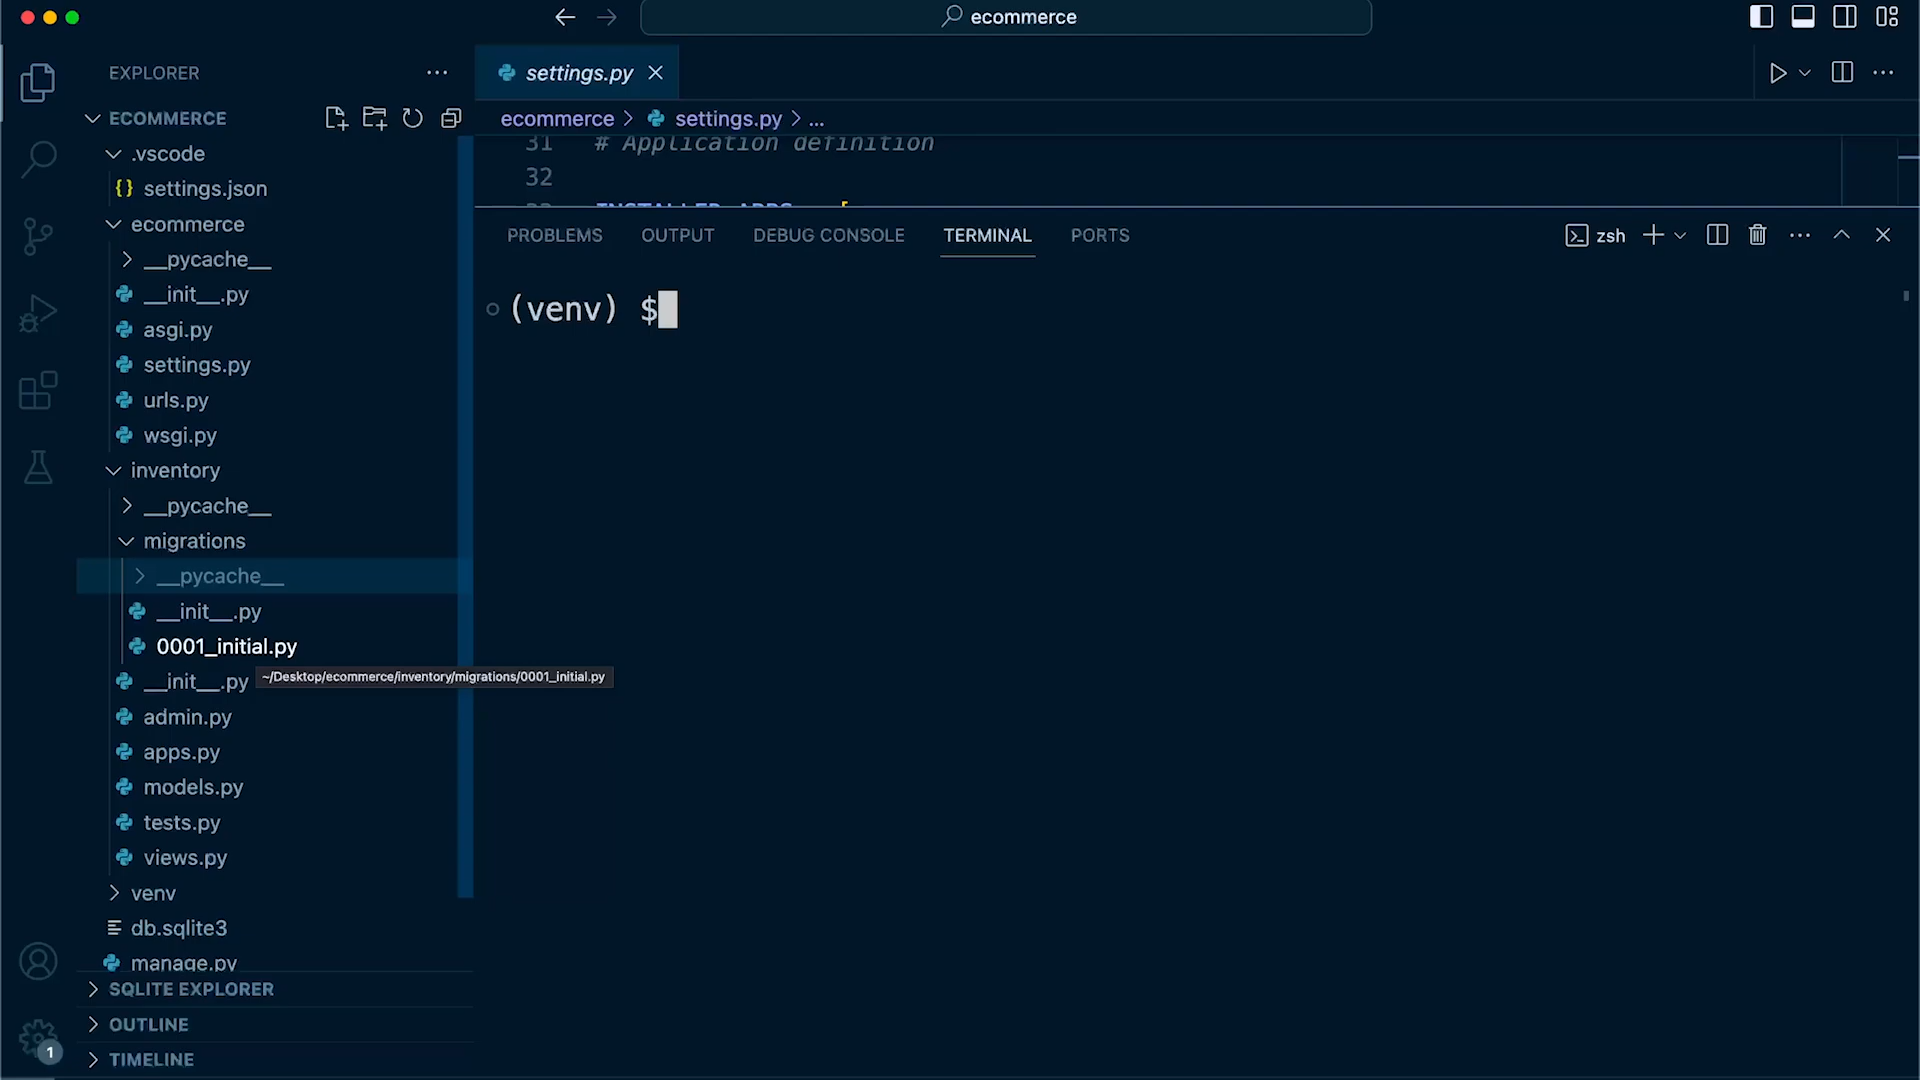 ecommerce
EXPLORER
settings.py
ECOMMERCE
ecommerce > settings.py > ...
.vscode
{} settings.json
ecommerce
__pycache__
__init__.py
asgi.py
settings.py
urls.py
wsgi.py
inventory
__pycache__
migrations
__pycache__
__init__.py
0001_initial.py
__init__.py
admin.py
apps.py
models.py
tests.py
views.py
venv
db.sqlite3
manage.py
SQLITE EXPLORER
OUTLINE
TIMELINE
1
31 # Application definition
32
33 INSTALLED_APPS = [
PROBLEMS OUTPUT DEBUG CONSOLE TERMINAL PORTS
zsh
(venv) $
~/Desktop/ecommerce/inventory/migrations/0001_initial.py